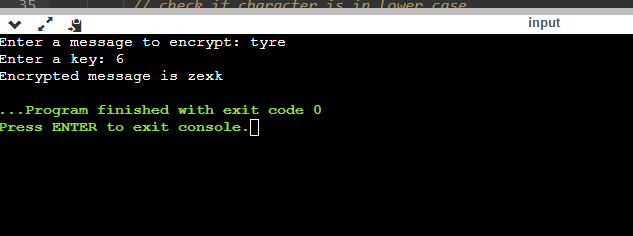 35 // check if character is in lower case
input
Enter a message to encrypt: tyre
Enter a key: 6
Encrypted message is zexk
...Program finished with exit code 0
Press ENTER to exit console.